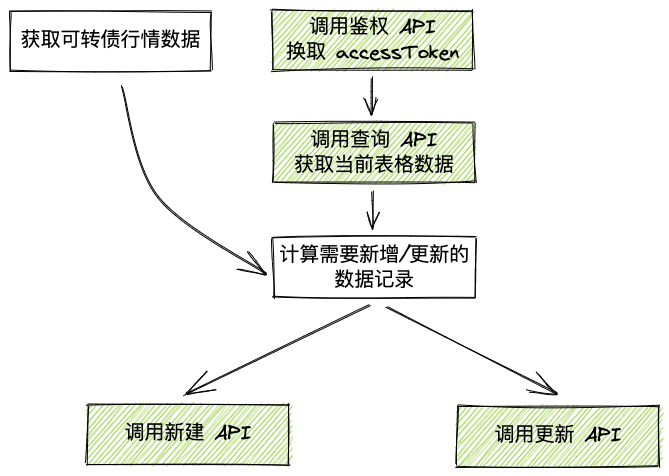 获取可转债行情数据
调用鉴权 API
换取 accessToken
调用查询 API
获取当前表格数据
计算需要新增/更新的
数据记录
调用新建 API
调用更新 API